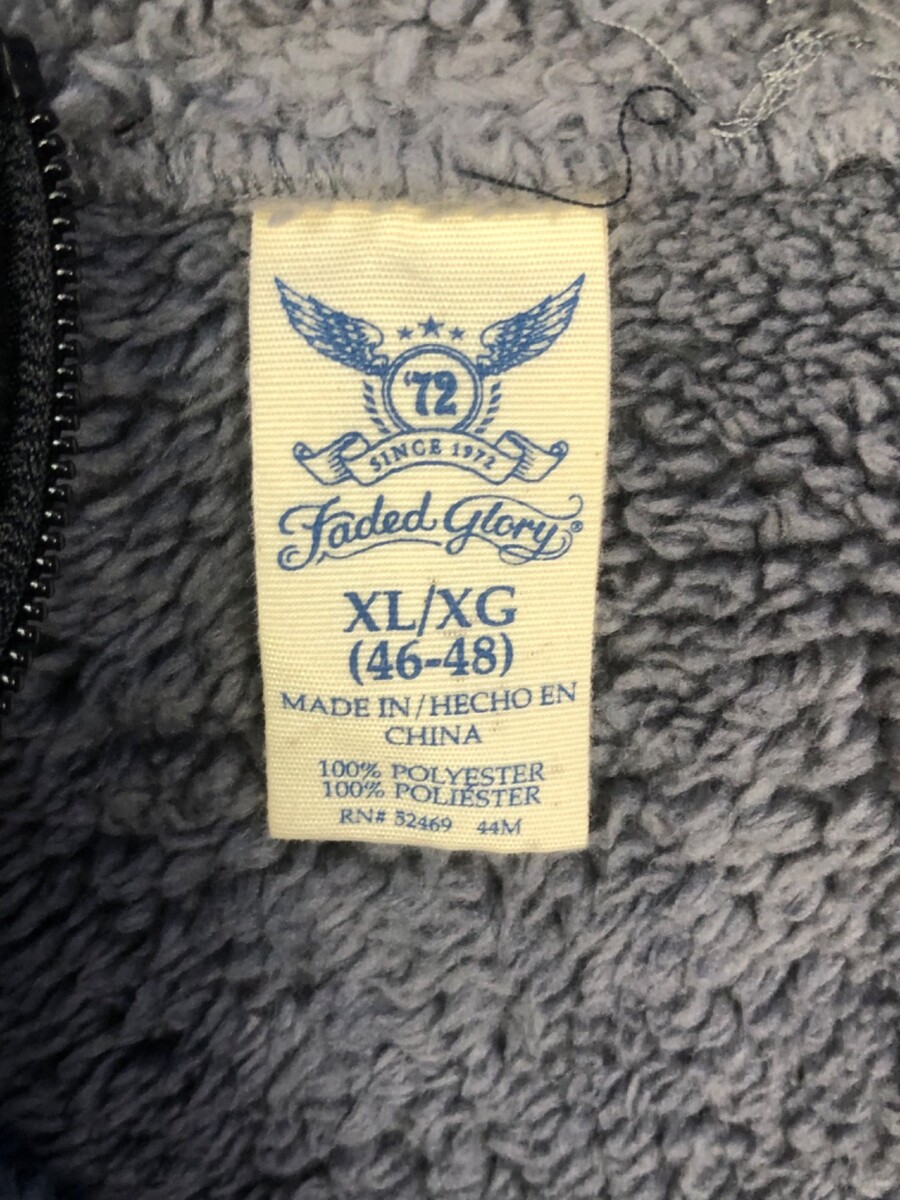 '72
SINCE 1972
Faded Glory®
XL/XG
(46-48)
MADE IN/HECHO EN
CHINA
100% POLYESTER
100% POLIÉSTER
RN# 52469 44M